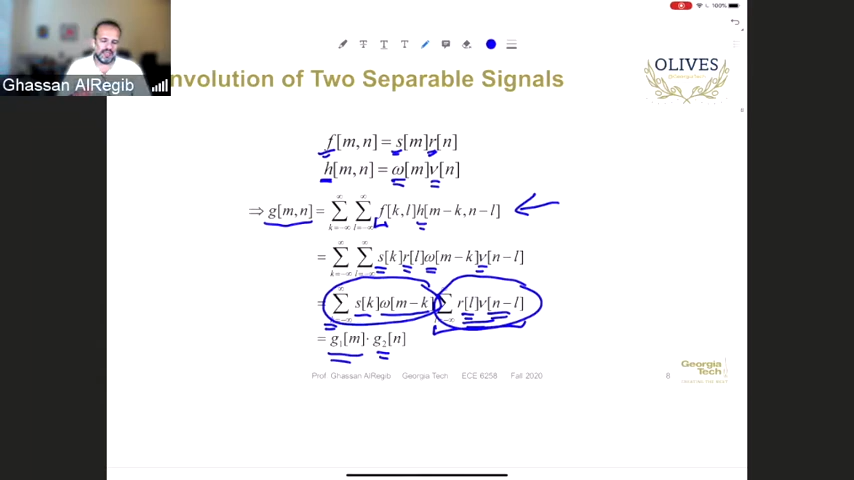 100%
Ghassan AlRegib
nvolution of Two Separable Signals
OLIVES
f[m,n] = s[m]r[n]
h[m,n] = ω[m]ν[n]
⇒ g[m,n] = ∑_{k=-∞}^{∞} ∑_{l=-∞}^{∞} f[k,l]h[m−k,n−l]
= ∑_{k=-∞}^{∞} ∑_{l=-∞}^{∞} s[k]r[l]ω[m−k]ν[n−l]
= ∑_{k=-∞}^{∞} s[k]ω[m−k] ∑_{l=-∞}^{∞} r[l]ν[n−l]
= g₁[m]· g₂[n]
Prof Ghassan AlRegib Georgia Tech ECE 6258 Fall 2020
8
Georgia
Tech